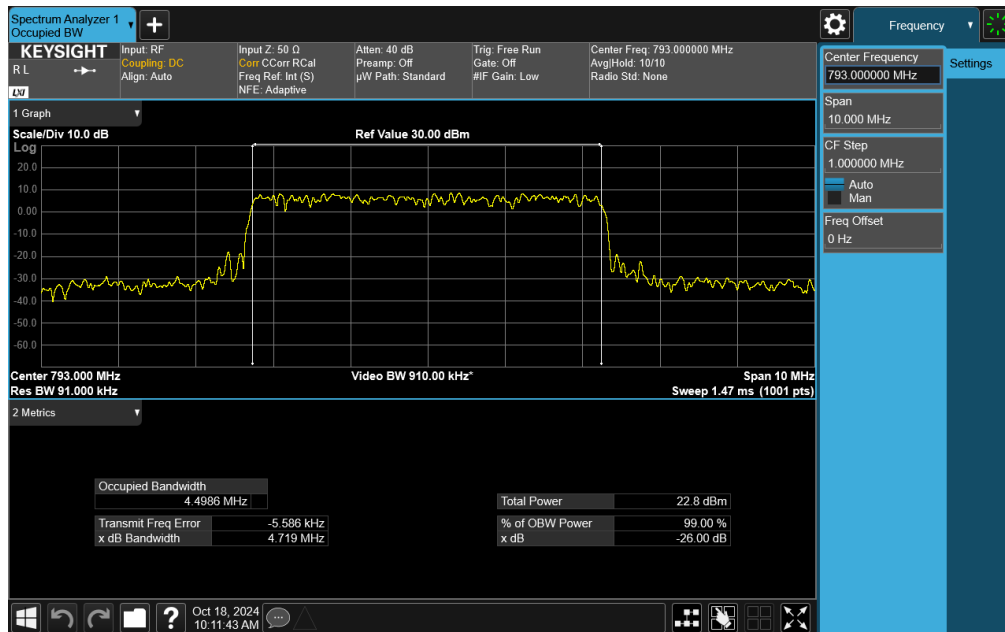 Spectrum Analyzer 1
Occupied BW
Frequency
KEYSIGHT
R L
LXI
Input: RF
Coupling: DC
Align: Auto
Input Z: 50 Ω
Corr CCorr RCal
Freq Ref: Int (S)
NFE: Adaptive
Atten: 40 dB
Preamp: Off
µW Path: Standard
Trig: Free Run
Gate: Off
#IF Gain: Low
Center Freq: 793.000000 MHz
Avg|Hold: 10/10
Radio Std: None
Center Frequency
793.000000 MHz
Settings
Span
10.000 MHz
CF Step
1.000000 MHz
Auto
Man
Freq Offset
0 Hz
1 Graph
Scale/Div 10.0 dB
Ref Value 30.00 dBm
Log
20.0
10.0
0.00
-10.0
-20.0
-30.0
-40.0
-50.0
-60.0
Center 793.000 MHz
Video BW 910.00 kHz*
Span 10 MHz
Res BW 91.000 kHz
Sweep 1.47 ms (1001 pts)
2 Metrics
Occupied Bandwidth
4.4986 MHz
Total Power 22.8 dBm
Transmit Freq Error -5.586 kHz
% of OBW Power 99.00 %
x dB Bandwidth 4.719 MHz
x dB -26.00 dB
?
Oct 18, 2024
10:11:43 AM